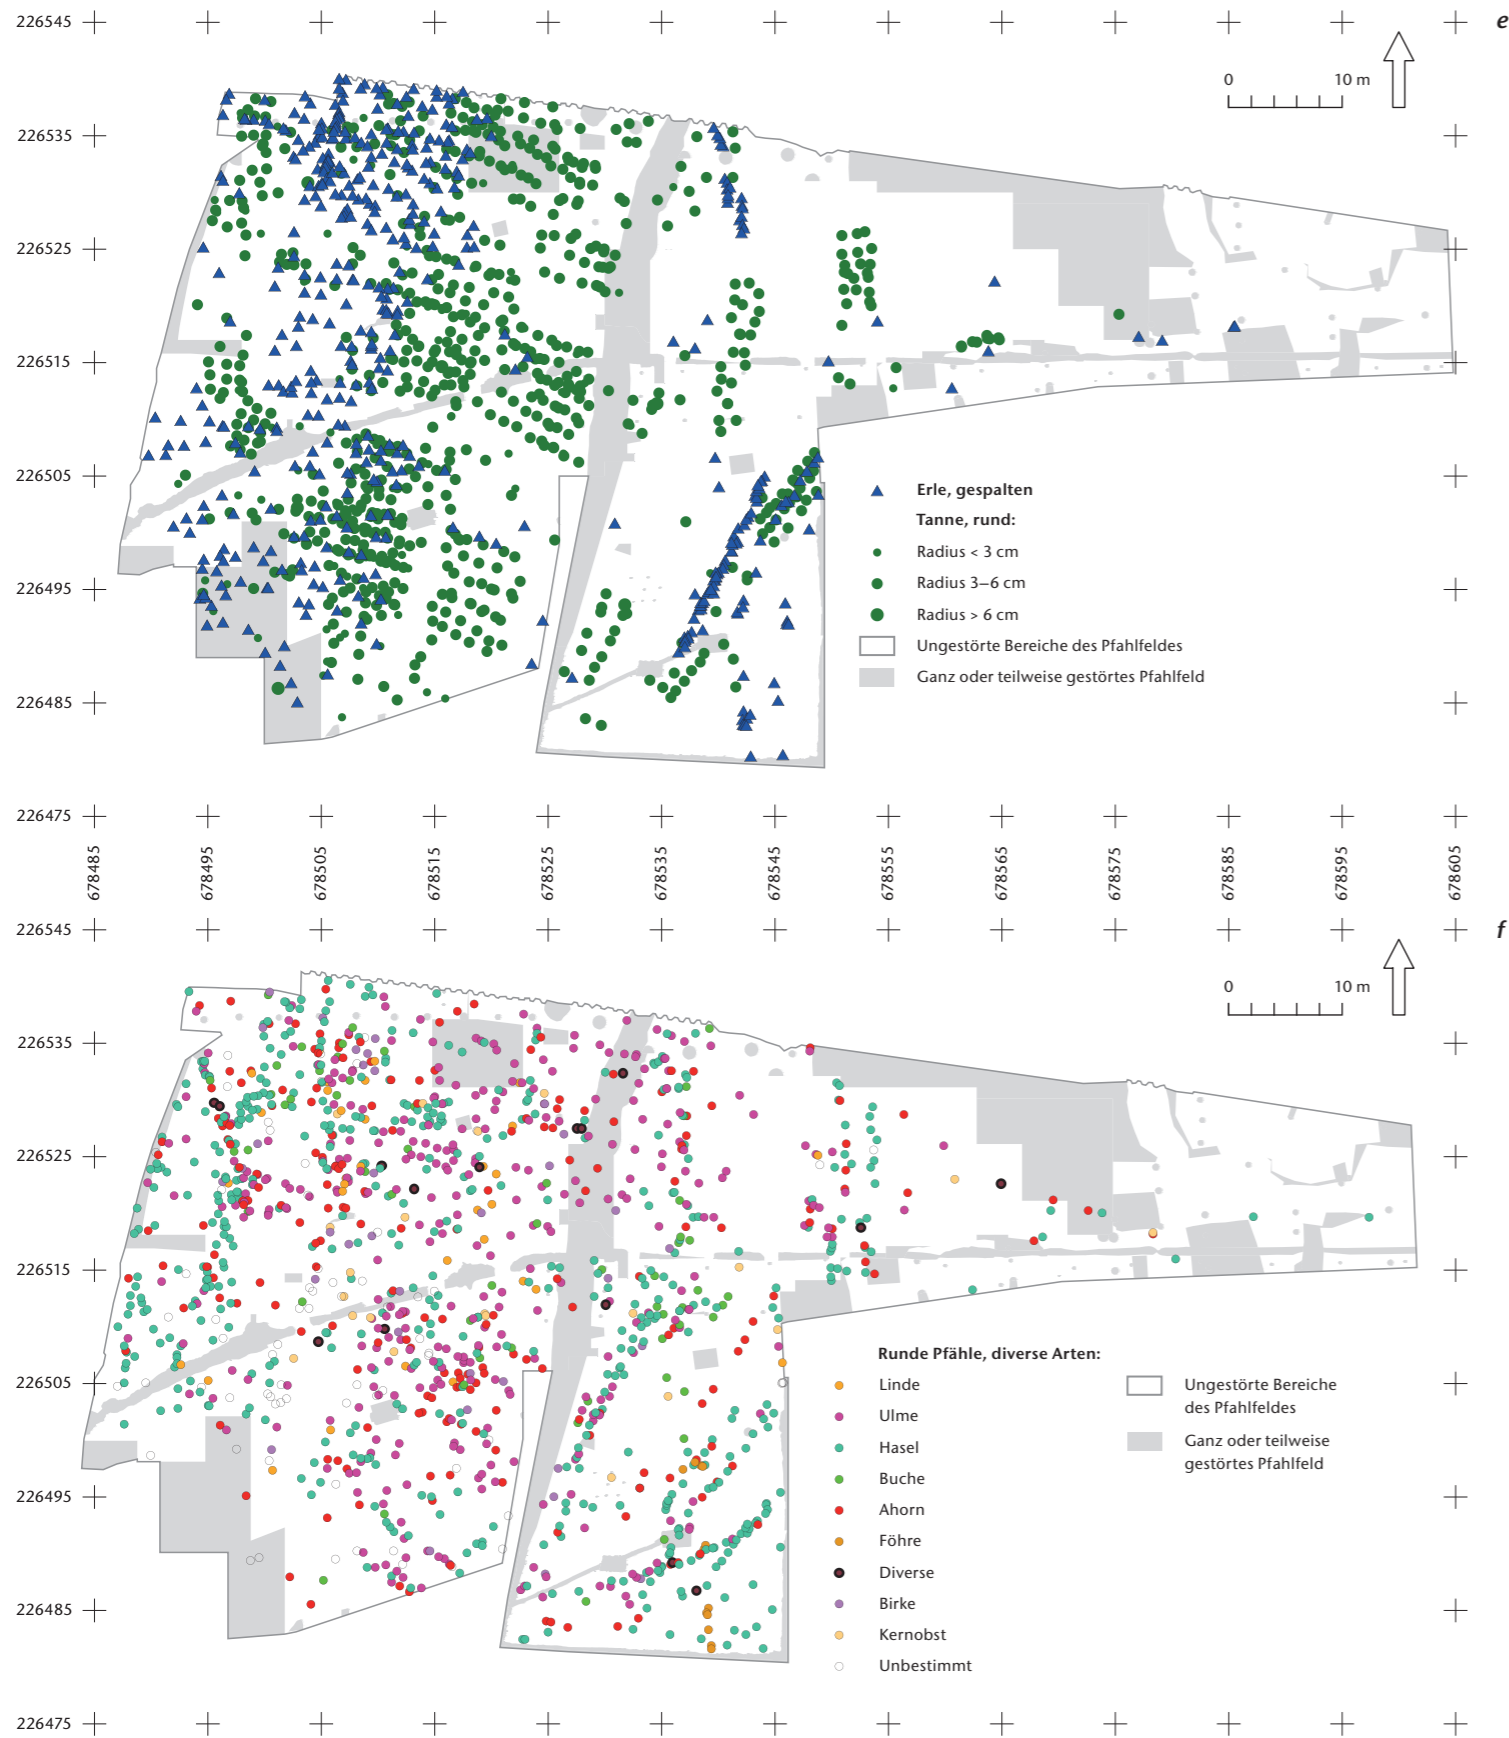 226545
e
0 10 m
226535
226525
226515
226505
Erle, gespalten
Tanne, rund:
Radius < 3 cm
Radius 3–6 cm
Radius > 6 cm
Ungestörte Bereiche des Pfahlfeldes
Ganz oder teilweise gestörtes Pfahlfeld
226495
226485
226475
678485
678495
678505
678515
678525
678535
678545
678555
678565
678575
678585
678595
678605
226545
f
0 10 m
226535
226525
226515
226505
Runde Pfähle, diverse Arten:
Linde
Ulme
Hasel
Buche
Ahorn
Föhre
Diverse
Birke
Kernobst
Unbestimmt
Ungestörte Bereiche
des Pfahlfeldes
Ganz oder teilweise
gestörtes Pfahlfeld
226495
226485
226475